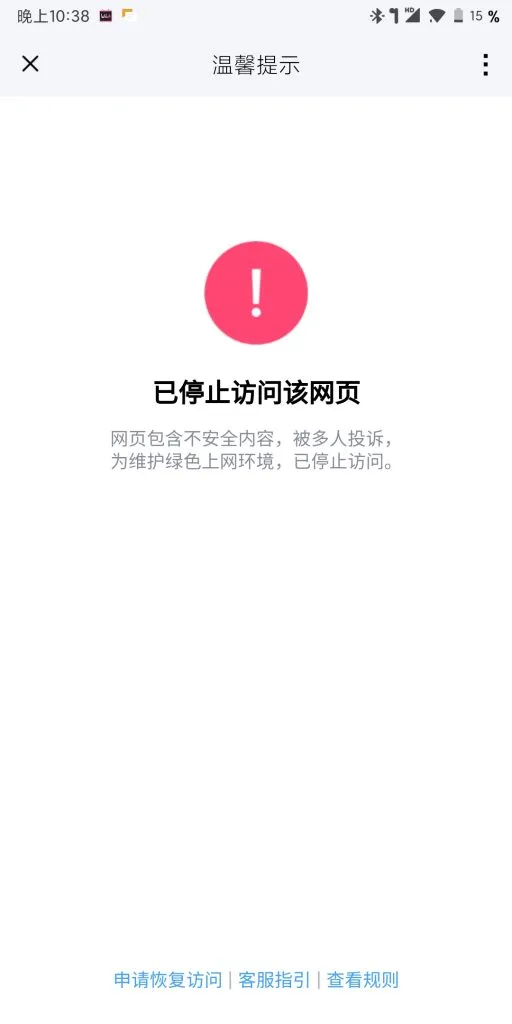 晚上10:38
HD
15 %
温馨提示
已停止访问该网页
网页包含不安全内容，被多人投诉，
为维护绿色上网环境，已停止访问。
申请恢复访问 | 客服指引 | 查看规则